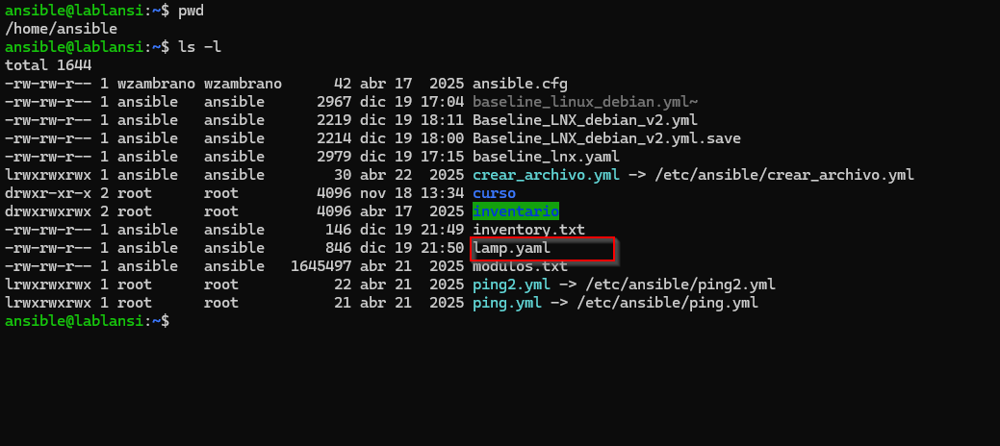 ansible@lablansi:~$ pwd
/home/ansible
ansible@lablansi:~$ ls -l
total 1644
-rw-rw-r-- 1 wzambrano wzambrano      42 abr 17  2025 ansible.cfg
-rw-rw-r-- 1 ansible   ansible      2967 dic 19 17:04 baseline_linux_debian.yml~
-rw-rw-r-- 1 ansible   ansible      2219 dic 19 18:11 Baseline_LNX_debian_v2.yml
-rw-rw-r-- 1 ansible   ansible      2214 dic 19 18:00 Baseline_LNX_debian_v2.yml.save
-rw-rw-r-- 1 ansible   ansible      2979 dic 19 17:15 baseline_lnx.yaml
lrwxrwxrwx 1 ansible   ansible        30 abr 22  2025 crear_archivo.yml -> /etc/ansible/crear_archivo.yml
drwxr-xr-x 2 root      root         4096 nov 18 13:34 curso
drwxrwxrwx 2 root      root         4096 abr 17  2025 inventario
-rw-rw-r-- 1 ansible   ansible       146 dic 19 21:49 inventory.txt
-rw-rw-r-- 1 ansible   ansible       846 dic 19 21:50 lamp.yaml
-rw-rw-r-- 1 ansible   ansible   1645497 abr 21  2025 modulos.txt
lrwxrwxrwx 1 root      root           22 abr 21  2025 ping2.yml -> /etc/ansible/ping2.yml
lrwxrwxrwx 1 root      root           21 abr 21  2025 ping.yml -> /etc/ansible/ping.yml
ansible@lablansi:~$